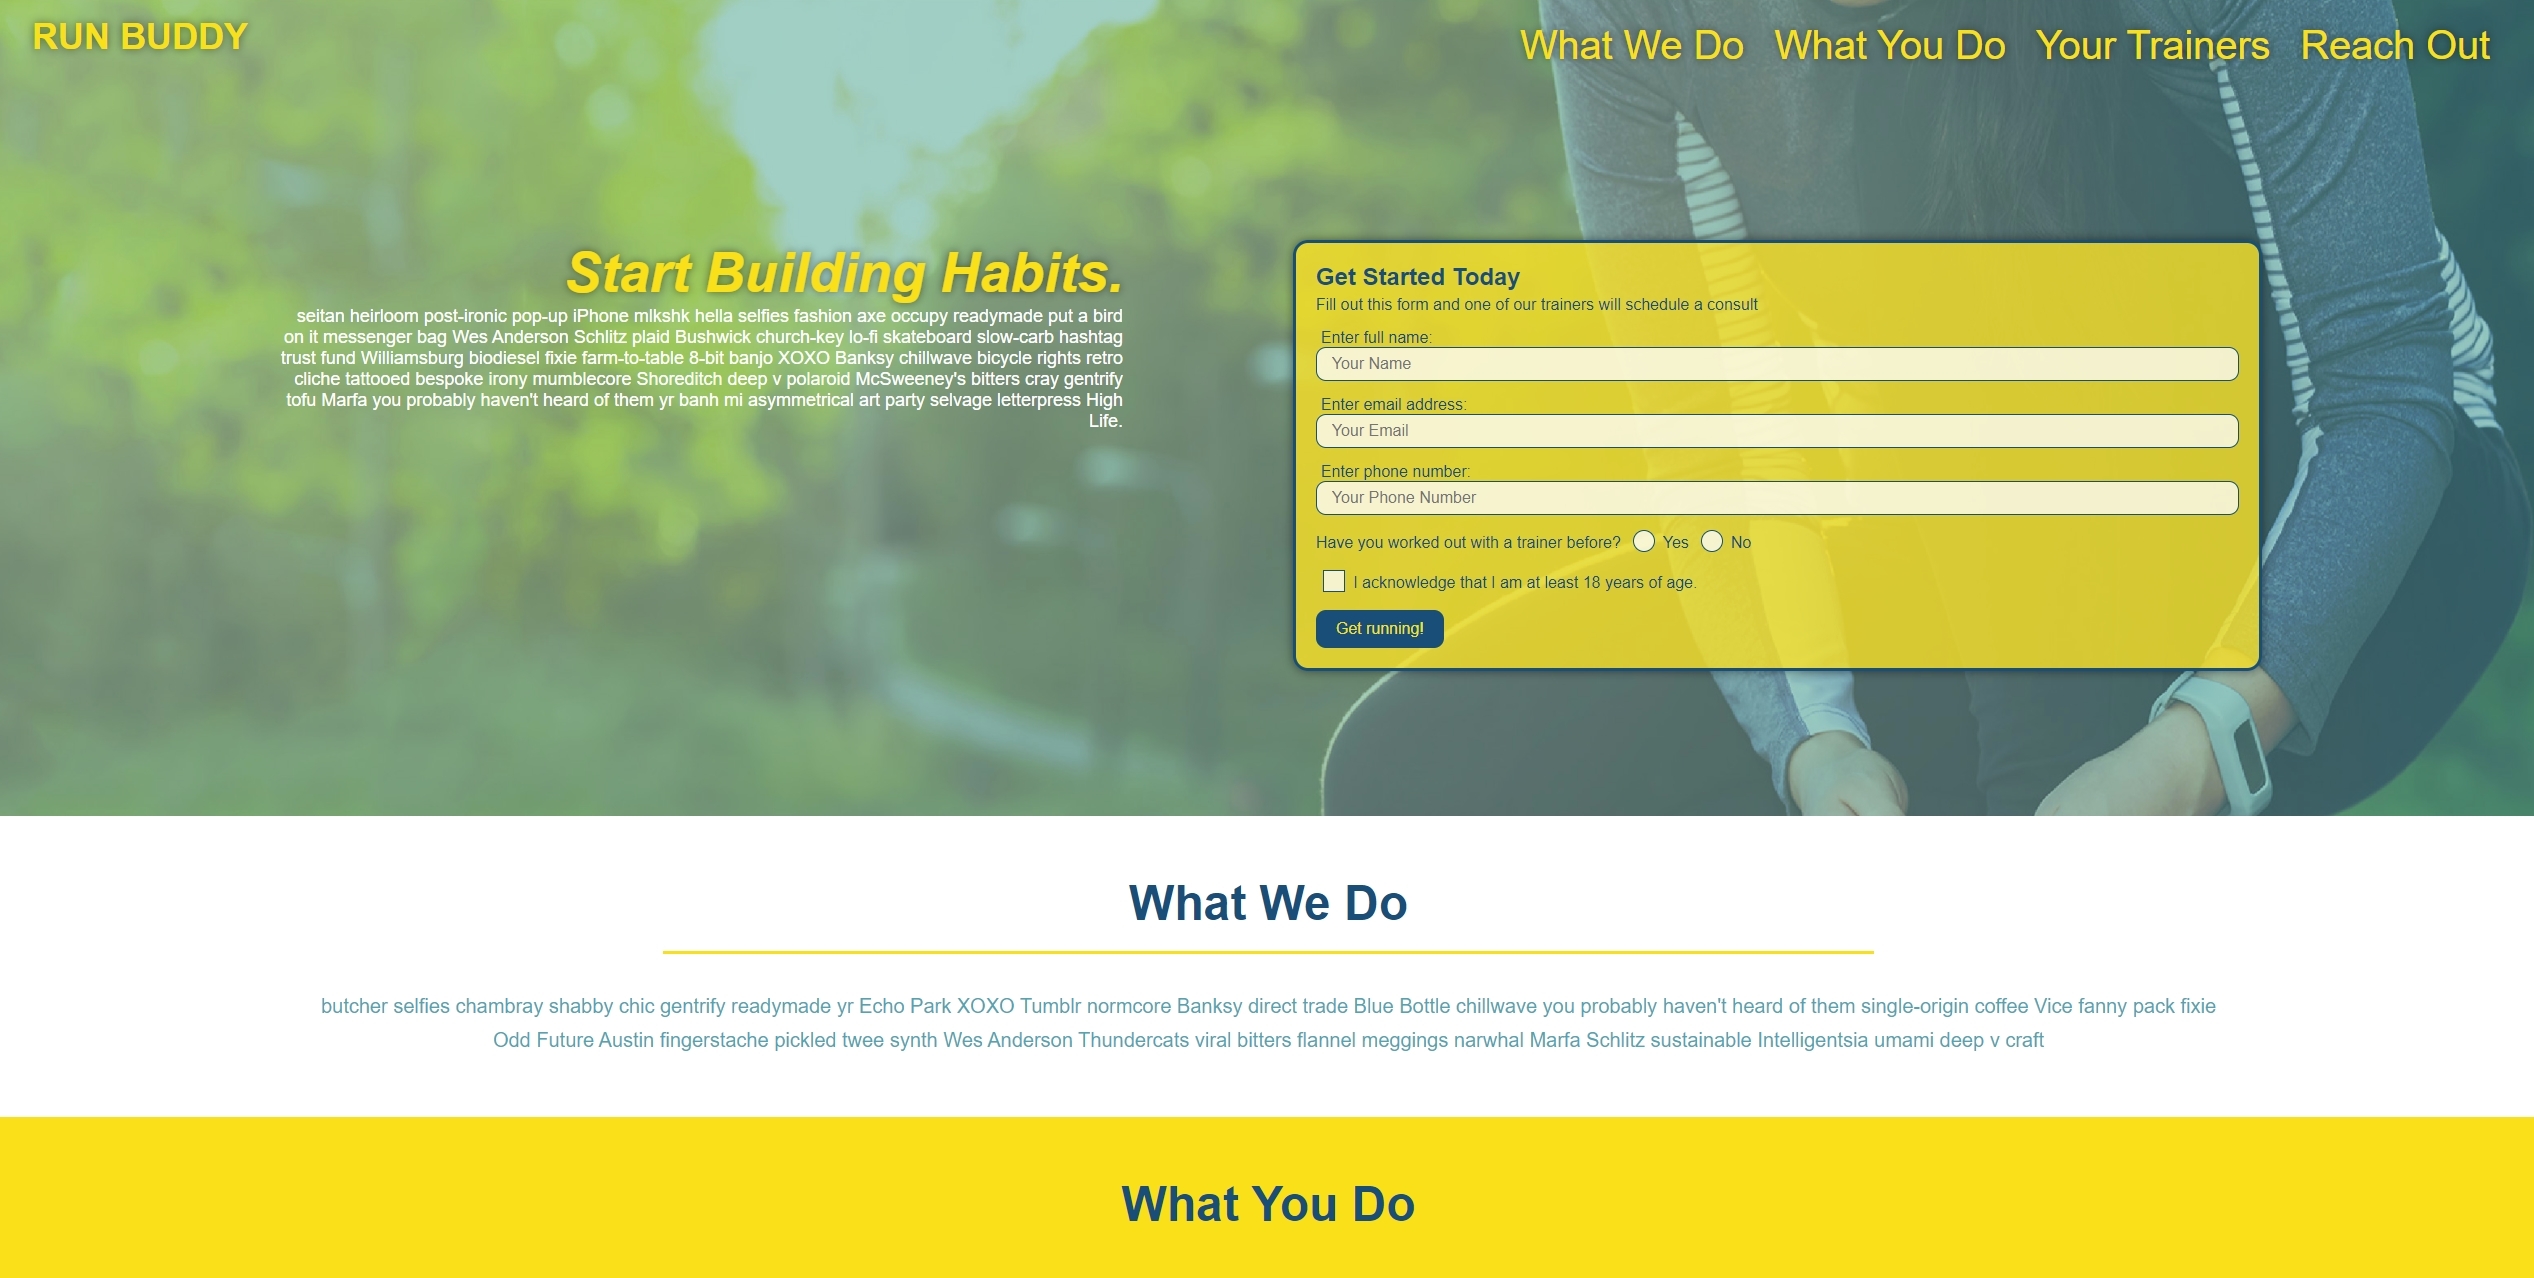 RUN BUDDY
What We Do What You Do Your Trainers Reach Out
Start Building Habits.
seitan heirloom post-ironic pop-up iPhone mlkshk hella selfies fashion axe occupy readymade put a bird
on it messenger bag Wes Anderson Schlitz plaid Bushwick church-key lo-fi skateboard slow-carb hashtag
trust fund Williamsburg biodiesel fixie farm-to-table 8-bit banjo XOXO Banksy chillwave bicycle rights retro
cliche tattooed bespoke irony mumblecore Shoreditch deep v polaroid McSweeney's bitters cray gentrify
tofu Marfa you probably haven't heard of them yr banh mi asymmetrical art party selvage letterpress High
Life.
Get Started Today
Fill out this form and one of our trainers will schedule a consult
Enter full name:
Your Name
Enter email address:
Your Email
Enter phone number:
Your Phone Number
Have you worked out with a trainer before? Yes No
I acknowledge that I am at least 18 years of age.
Get running!
What We Do
butcher selfies chambray shabby chic gentrify readymade yr Echo Park XOXO Tumblr normcore Banksy direct trade Blue Bottle chillwave you probably haven't heard of them single-origin coffee Vice fanny pack fixie
Odd Future Austin fingerstache pickled twee synth Wes Anderson Thundercats viral bitters flannel meggings narwhal Marfa Schlitz sustainable Intelligentsia umami deep v craft
What You Do